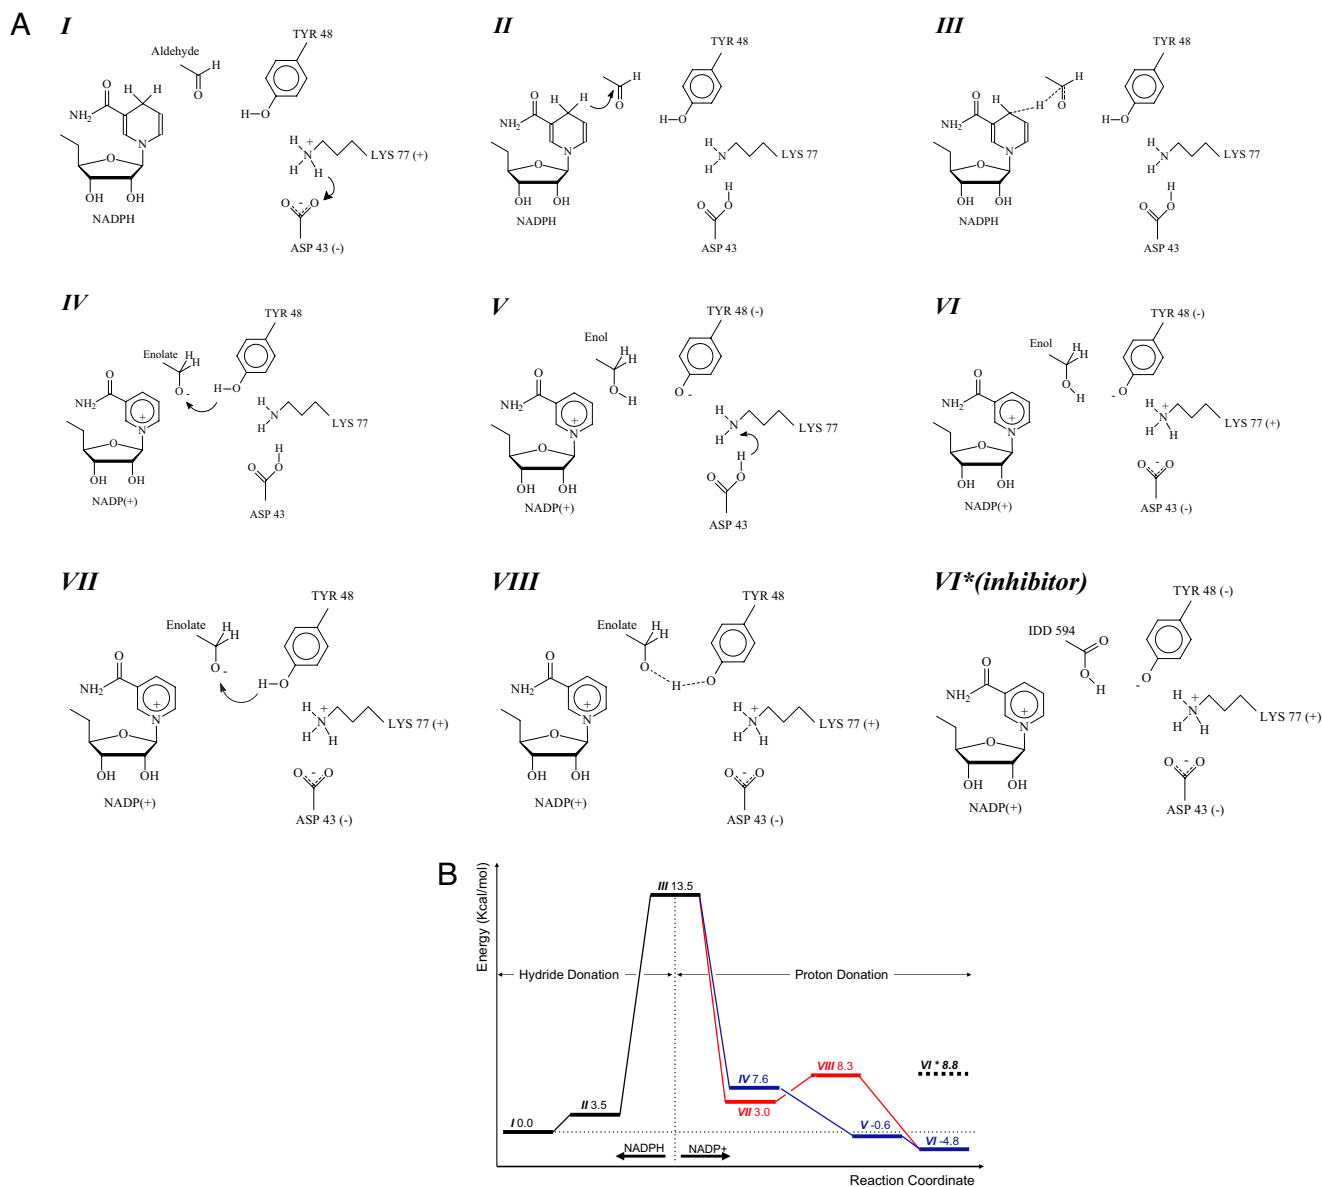 A
I
Aldehyde
H
O
TYR 48
O
H H
NH2
H—O
N
H
+
H N
H
LYS 77 (+)
O
OH OH
- O O
NADPH
ASP 43 (-)
II
TYR 48
H
O
H H
O
NH2
H—O
N
H N
H
LYS 77
O
H
O O
OH OH
NADPH
ASP 43
III
TYR 48
H
O
H
H
O
NH2
H—O
N
H N
H
LYS 77
O
H
O O
OH OH
NADPH
ASP 43
IV
TYR 48
Enolate
H
H
O
O -
H—O
NH2
+
N
H N
H
LYS 77
O
H
O O
OH OH
NADP(+)
ASP 43
V
TYR 48 (-)
Enol
H
H
O
O
H
O -
NH2
+
N
H N
H
LYS 77
O
H
O O
OH OH
NADP(+)
ASP 43
VI
TYR 48 (-)
Enol
H
H
O
O
H
- O
NH2
+
N
H
+
H N
H
LYS 77 (+)
O
- O O
OH OH
NADP(+)
ASP 43 (-)
VII
TYR 48
Enolate
H
H
O
O -
H—O
NH2
+
N
H
+
H N
H
LYS 77 (+)
O
- O O
OH OH
NADP(+)
ASP 43 (-)
VIII
TYR 48
Enolate
H
H
O
O
H
O
NH2
+
N
H
+
H N
H
LYS 77 (+)
O
- O O
OH OH
NADP(+)
ASP 43 (-)
VI*(inhibitor)
TYR 48 (-)
IDD 594
O
O
O
H
- O
NH2
+
N
H
+
H N
H
LYS 77 (+)
O
- O O
OH OH
NADP(+)
ASP 43 (-)
B
Energy (Kcal/mol)
III 13.5
Hydride Donation
Proton Donation
VIII 8.3
VI * 8.8
IV 7.6
II 3.5
VII 3.0
I 0.0
V -0.6
VI -4.8
NADPH
NADP+
Reaction Coordinate